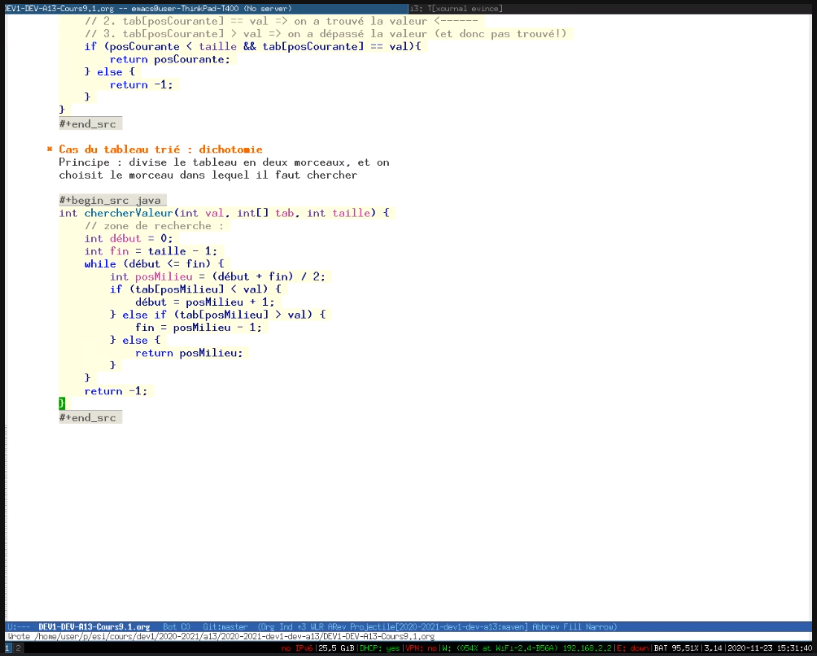 DEV1-DEV-A13-Cours9.1.org -- emacs@user-ThinkPad-T400 (No server)
i3: T[xournal evince]
// 2. tab[posCourante] == val => on a trouvé la valeur <------
// 3. tab[posCourante] > val => on a dépassé la valeur (et donc pas trouvé!)
if (posCourante < taille && tab[posCourante] == val){
return posCourante;
} else {
return -1;
}
}
#+end_src
* Cas du tableau trié : dichotomie
Principe : divise le tableau en deux morceaux, et on
choisit le morceau dans lequel il faut chercher
#+begin_src java
int chercherValeur(int val, int[] tab, int taille) {
// zone de recherche :
int début = 0;
int fin = taille - 1;
while (début <= fin) {
int posMilieu = (début + fin) / 2;
if (tab[posMilieu] < val) {
début = posMilieu + 1;
} else if (tab[posMilieu] > val) {
fin = posMilieu - 1;
} else {
return posMilieu;
}
}
return -1;
}
#+end_src
U:--- DEV1-DEV-A13-Cours9.1.org Bot Git:master (Org Ind +3 WLR ARev Projectile[2020-2021-dev1-dev-a13:maven] Abbrev Fill Narrow)
Wrote /home/user/p/esi/cours/dev1/2020-2021/a13/2020-2021-dev1-dev-a13/DEV1-DEV-A13-Cours9.1.org
1 2
no IPv6|25,5 GiB|DHCP: yes|VPN: no|W: (054% at WiFi-2.4-B56A) 192.168.2.2|E: down|BAT 95,51%|3,14|2020-11-23 15:31:40